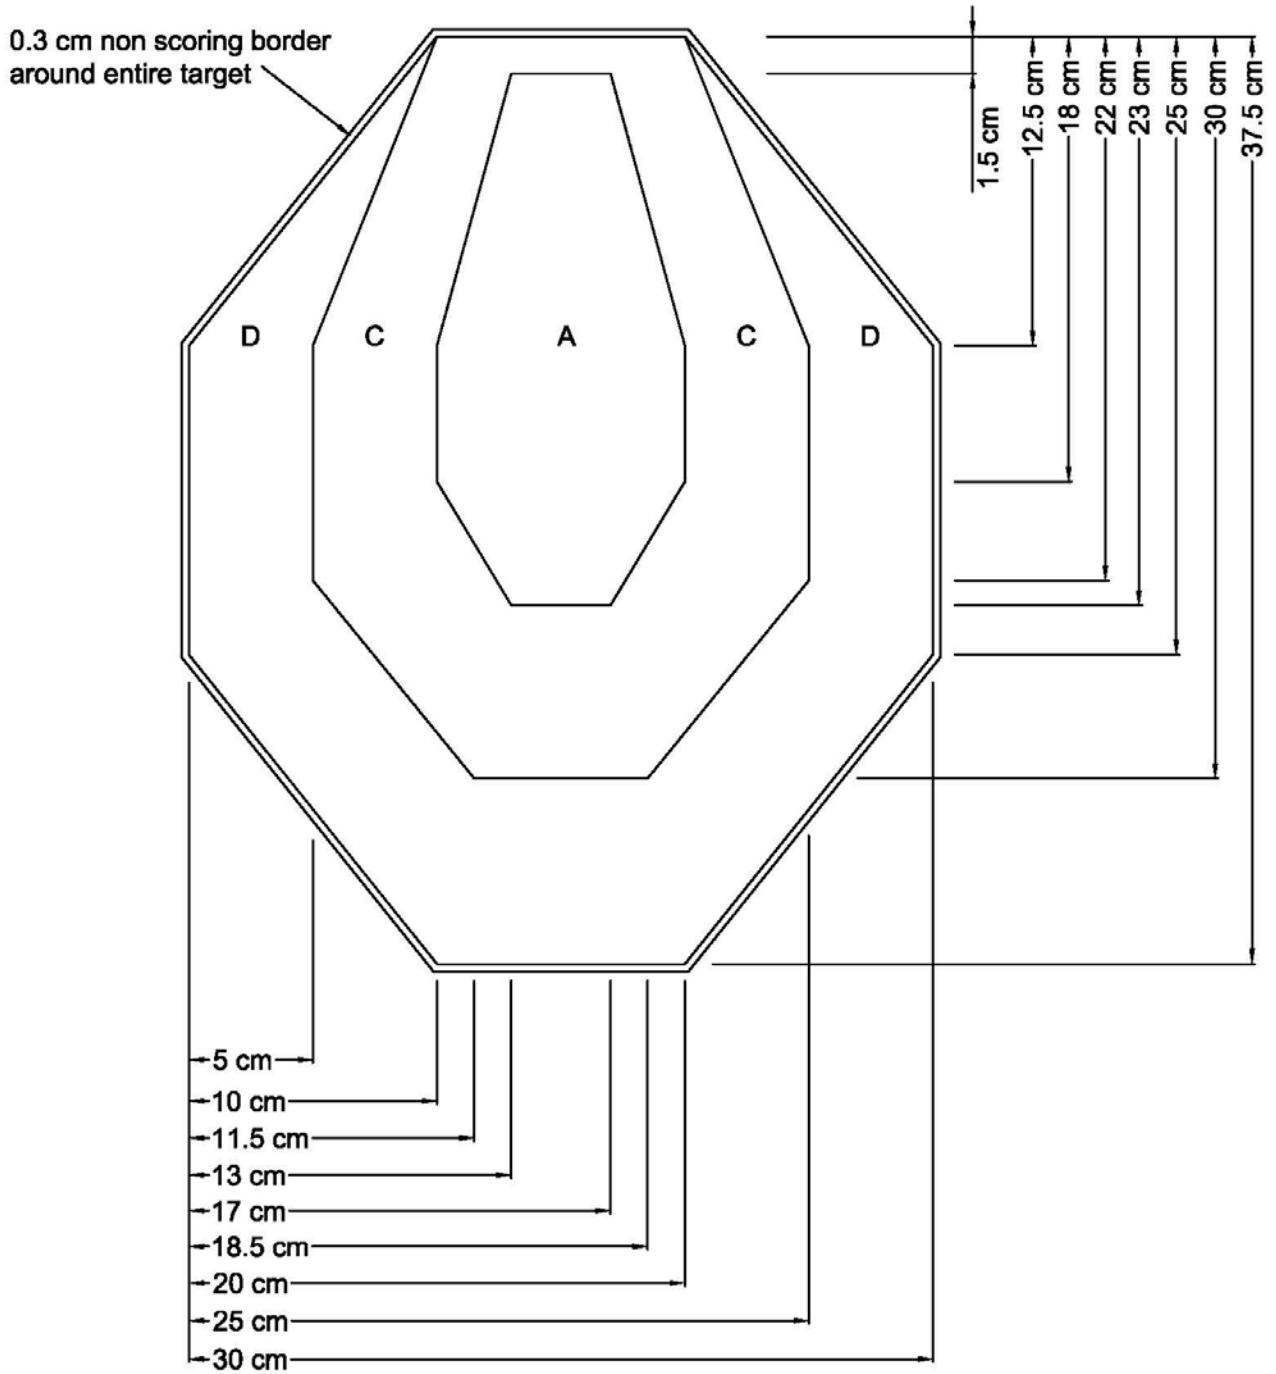 0.3 cm non scoring border
around entire target
1.5 cm
12.5 cm
18 cm
22 cm
23 cm
25 cm
30 cm
37.5 cm
D
C
A
C
D
5 cm
10 cm
11.5 cm
13 cm
17 cm
18.5 cm
20 cm
25 cm
30 cm